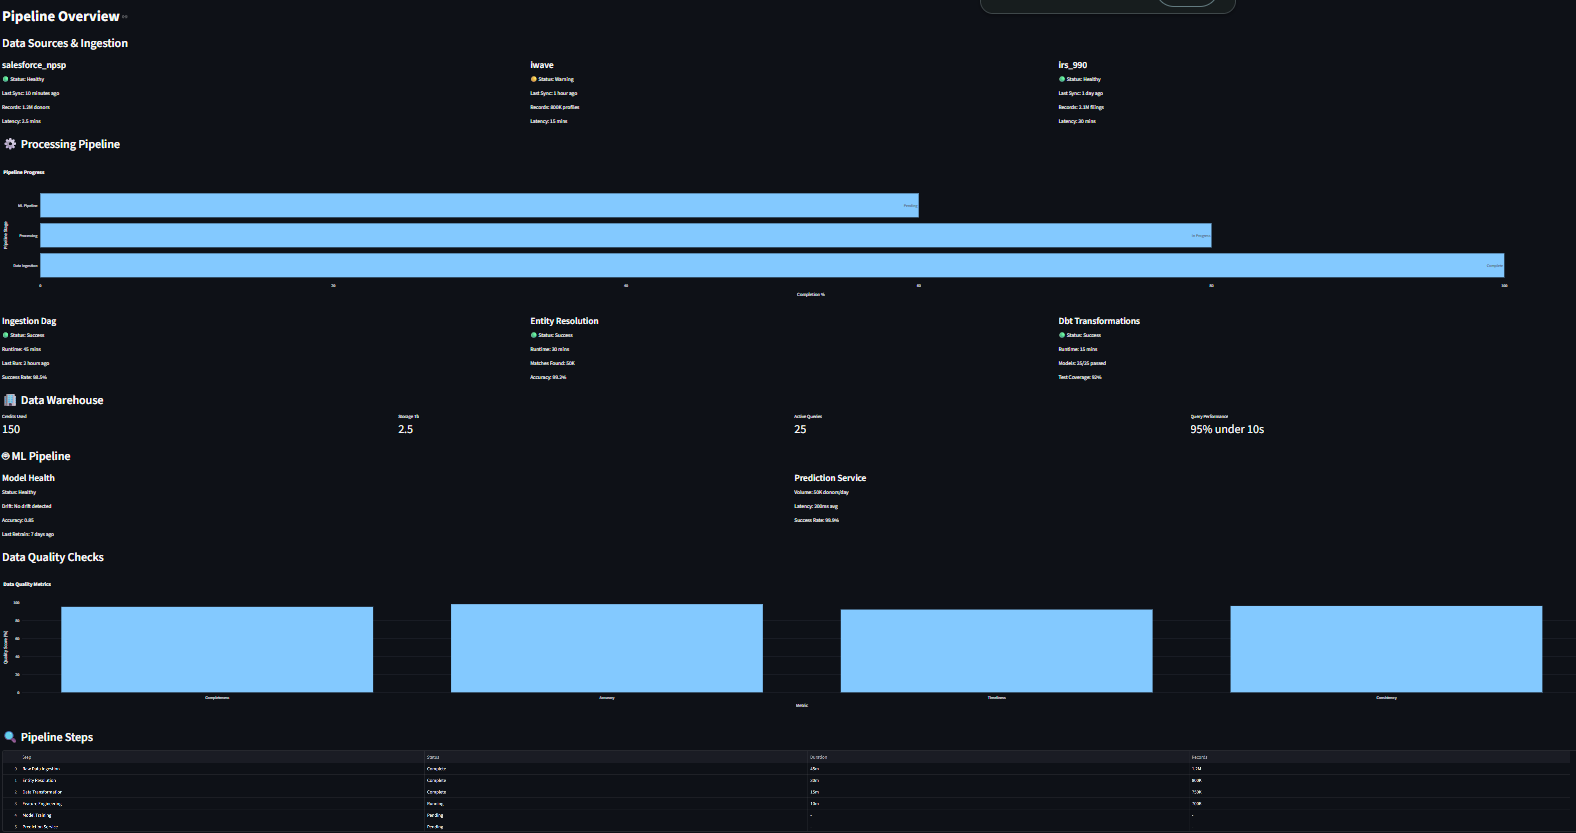 Pipeline Overview
Data Sources & Ingestion
salesforce_npsp
Status: Healthy
Last Sync: 10 minutes ago
Records: 1.2M donors
Latency: 2.5 mins
iwave
Status: Warning
Last Sync: 1 hour ago
Records: 800K profiles
Latency: 15 mins
irs_990
Status: Healthy
Last Sync: 1 day ago
Records: 3.1M filings
Latency: 30 mins
Processing Pipeline
Pipeline Progress
Pipeline Stage
ML Pipeline
Pending
Processing
In Progress
Data Ingestion
Complete
0
20
40
60
80
100
Completion %
Ingestion Dag
Status: Success
Runtime: 45 mins
Last Run: 2 hours ago
Success Rate: 98.5%
Entity Resolution
Status: Success
Runtime: 30 mins
Matches Found: 50K
Accuracy: 99.2%
Dbt Transformations
Status: Success
Runtime: 15 mins
Models: 35/35 passed
Test Coverage: 92%
Data Warehouse
Credits Used
150
Storage Tb
2.5
Active Queries
25
Query Performance
95% under 10s
ML Pipeline
Model Health
Status: Healthy
Drift: No drift detected
Accuracy: 0.85
Last Retrain: 7 days ago
Prediction Service
Volume: 50K donors/day
Latency: 200ms avg
Success Rate: 99.9%
Data Quality Checks
Data Quality Metrics
Quality Score (%)
100
80
60
40
20
0
Completeness
Accuracy
Timeliness
Consistency
Metric
Pipeline Steps
Step Status Duration Records
0 Raw Data Ingestion Complete 45m 1.2M
1 Entity Resolution Complete 30m 800K
2 Data Transformation Complete 15m 750K
3 Feature Engineering Running 10m 700K
4 Model Training Pending - -
5 Prediction Service Pending